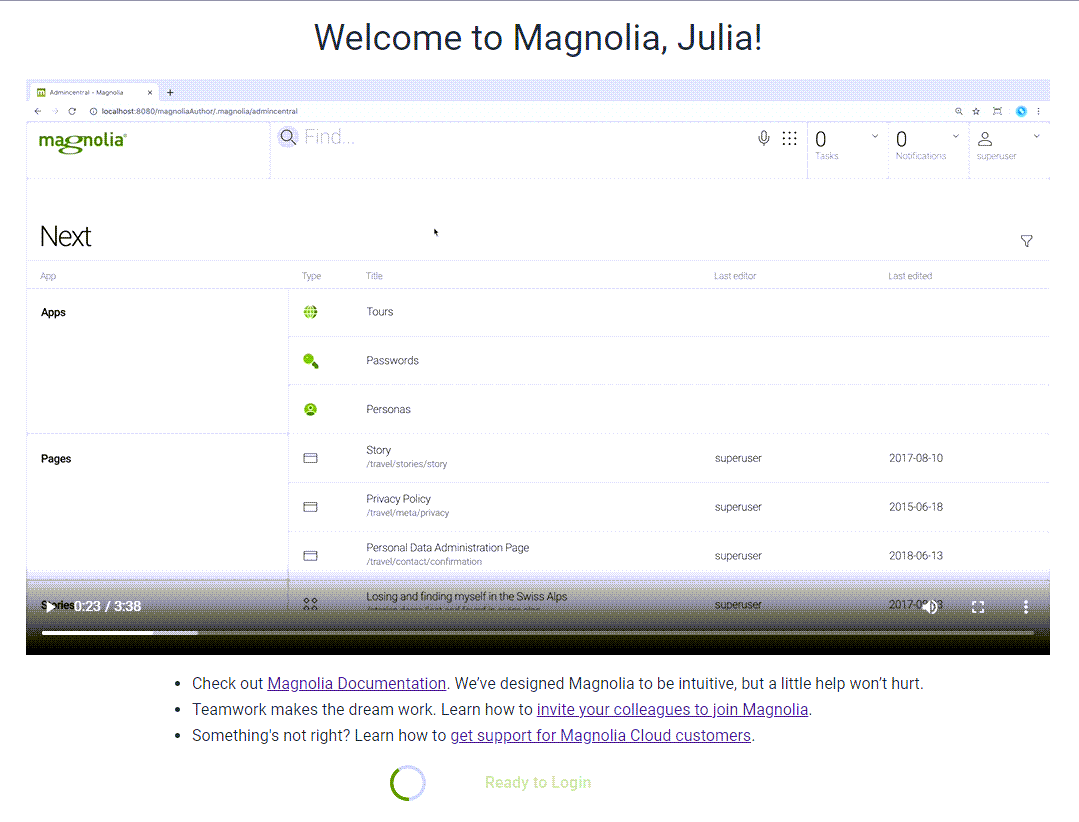 Welcome to Magnolia, Julia!
Admincentral - Magnolia
localhost:8080/magnoliaAuthor/.magnolia/admincentral
magnolia®
Find...
0
Tasks
0
Notifications
superuser
Next
App Type Title Last editor Last edited
Apps Tours
Passwords
Personas
Pages Story superuser 2017-08-10
/travel/stories/story
Privacy Policy superuser 2015-06-18
/travel/meta/privacy
Personal Data Administration Page superuser 2018-06-13
/travel/contact/confirmation
Stories Losing and finding myself in the Swiss Alps superuser
0:23 / 3:38
• Check out Magnolia Documentation. We’ve designed Magnolia to be intuitive, but a little help won’t hurt.
• Teamwork makes the dream work. Learn how to invite your colleagues to join Magnolia.
• Something's not right? Learn how to get support for Magnolia Cloud customers.
Ready to Login